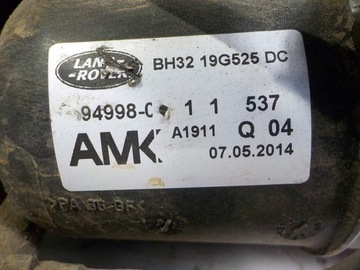 LAND
ROVER
BH32 19G525 DC
94998-0 1 1 537
AMK A1911 Q 04
07.05.2014